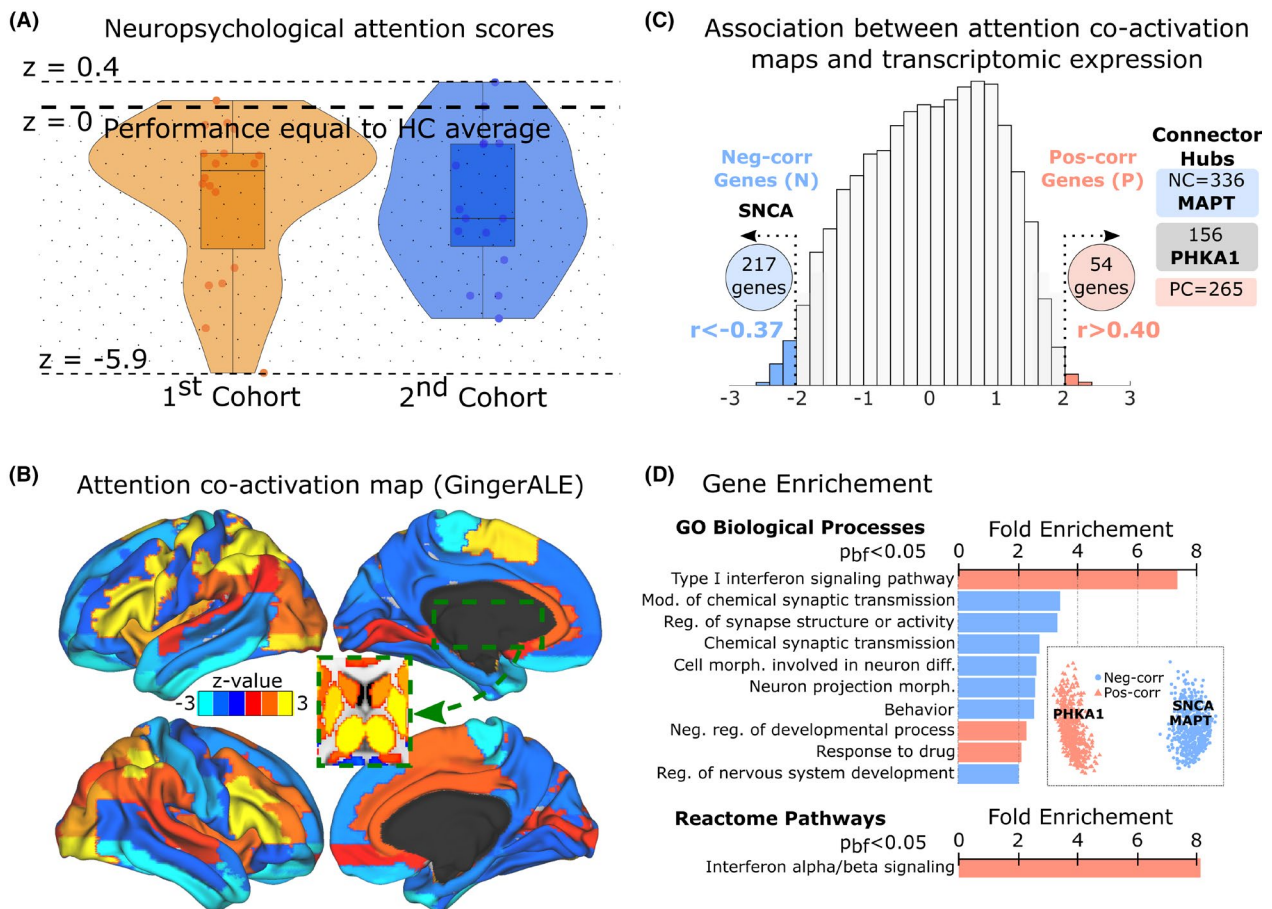 (A)
Neuropsychological attention scores
z = 0.4
z = 0
Performance equal to HC average
z = -5.9
1st Cohort
2nd Cohort
(B)
Attention co-activation map (GingerALE)
z-value
-3
3
(C)
Association between attention co-activation
maps and transcriptomic expression
Neg-corr
Genes (N)
SNCA
217
genes
r<-0.37
Pos-corr
Genes (P)
54
genes
r>0.40
Connector
Hubs
NC=336
MAPT
156
PHKA1
PC=265
-3 -2 -1 0 1 2 3
(D)
Gene Enrichement
GO Biological Processes
pbf<0.05
Fold Enrichement
0 2 4 6 8
Type I interferon signaling pathway
Mod. of chemical synaptic transmission
Reg. of synapse structure or activity
Chemical synaptic transmission
Cell morph. involved in neuron diff.
Neuron projection morph.
Behavior
Neg. reg. of developmental process
Response to drug
Reg. of nervous system development
Neg-corr
Pos-corr
PHKA1
SNCA
MAPT
Reactome Pathways
pbf<0.05
Fold Enrichement
0 2 4 6 8
Interferon alpha/beta signaling